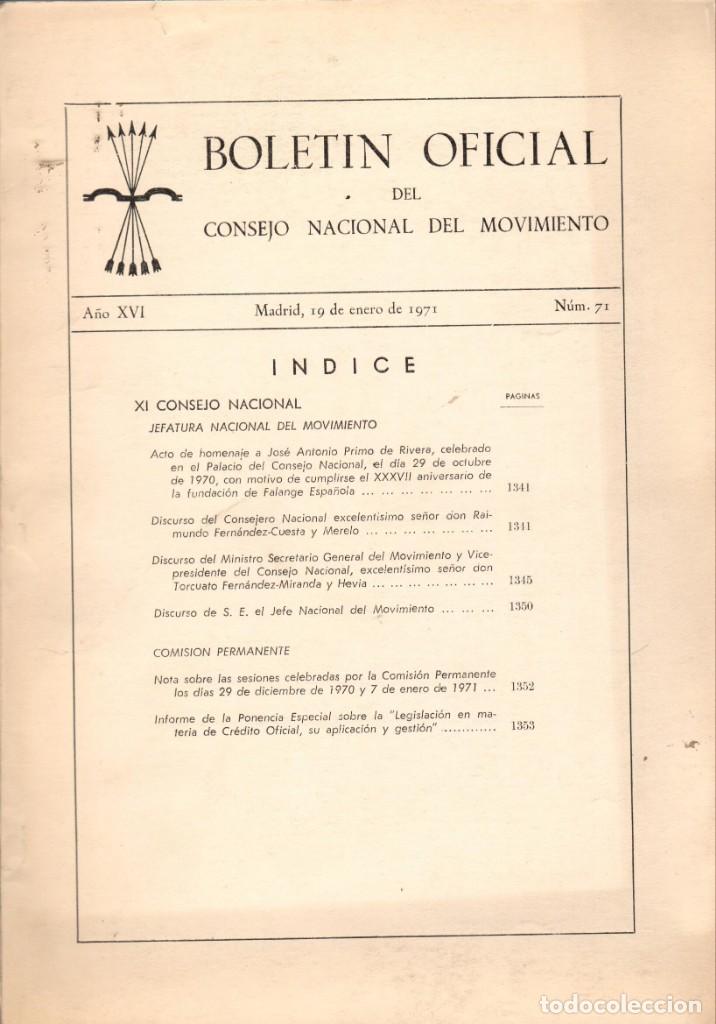 BOLETIN OFICIAL
DEL
CONSEJO NACIONAL DEL MOVIMIENTO
Año XVI Madrid, 19 de enero de 1971 Núm. 71
INDICE
PAGINAS
XI CONSEJO NACIONAL
JEFATURA NACIONAL DEL MOVIMIENTO
Acto de homenaje a José Antonio Primo de Rivera, celebrado
en el Palacio del Consejo Nacional, el día 29 de octubre
de 1970, con motivo de cumplirse el XXXVII aniversario de
la fundación de Falange Española ... ... ... ... ... ... ... ... 1341
Discurso del Consejero Nacional excelentísimo señor don Rai-
mundo Fernández-Cuesta y Merelo ... ... ... ... ... ... ... ... 1341
Discurso del Ministro Secretario General del Movimiento y Vice-
presidente del Consejo Nacional, excelentísimo señor don
Torcuato Fernández-Miranda y Hevia ... ... ... ... ... ... ... 1345
Discurso de S. E. el Jefe Nacional del Movimiento ... ... ... 1350
COMISION PERMANENTE
Nota sobre las sesiones celebradas por la Comisión Permanente
los días 29 de diciembre de 1970 y 7 de enero de 1971 ... 1352
Informe de la Ponencia Especial sobre la "Legislación en ma-
teria de Crédito Oficial, su aplicación y gestión" ............ 1353
todocoleccion